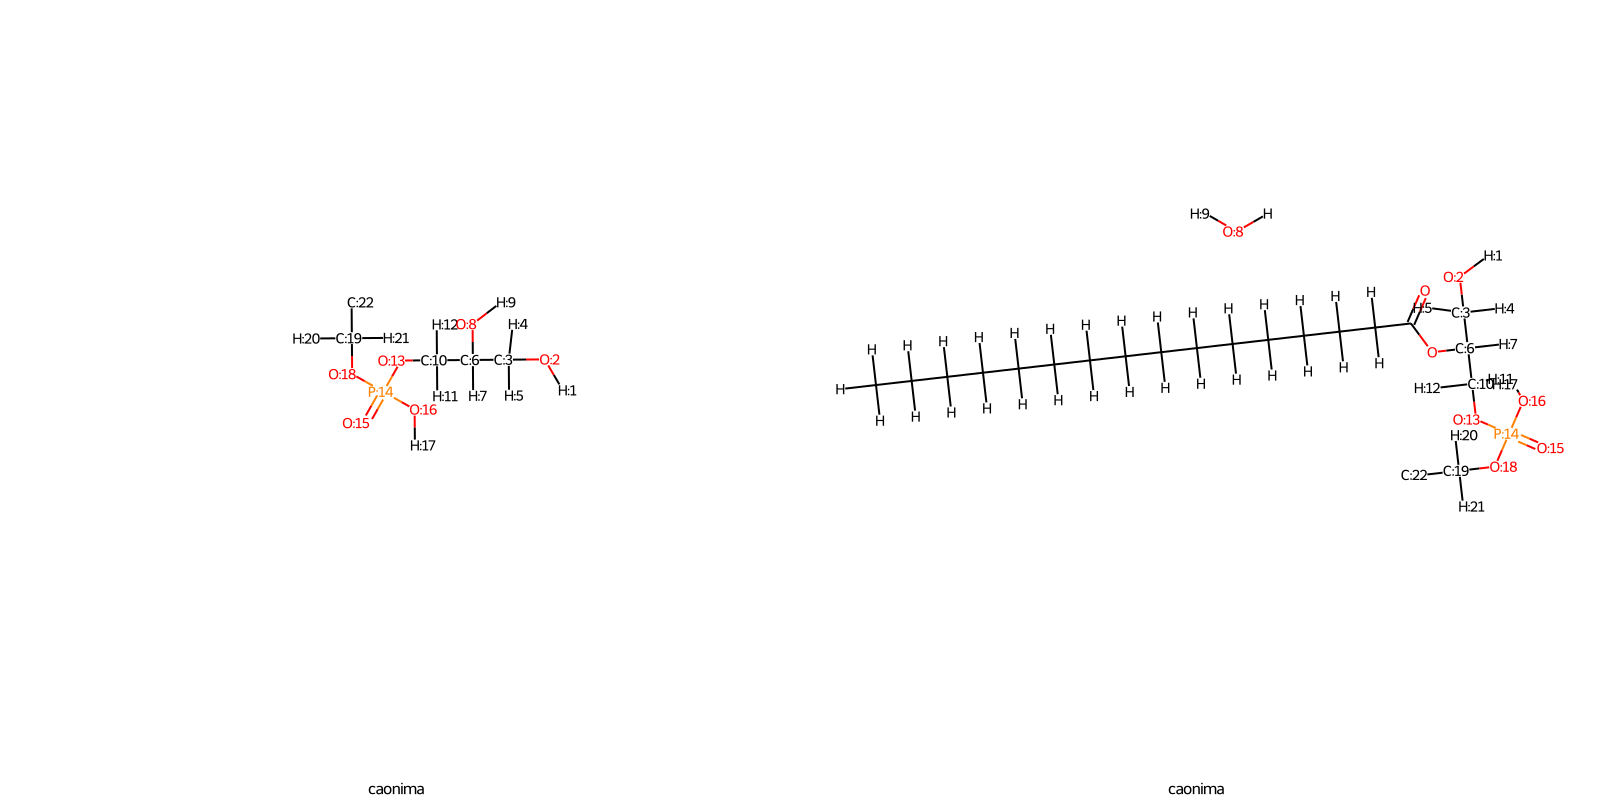 C:22 H:9
H:12 O:8 H:4
H:20 C:19 H:21
O:18 O:13 C:10 C:6 C:3 O:2
P:14 H:11 H:7 H:5 H:1
O:15 O:16
H:17
caonima
H:9 H
O:8
H:1
O:2
O
H:5 C:3 H:4
H H H H H H H H H H H H H H H
O C:6 H:7
H
H H H H H H H H H H H H H H H
H:12 C:10 H:11 H:17
O:16
O:13
H:20 P:14 O:15
C:22 C:19 O:18
H:21
caonima